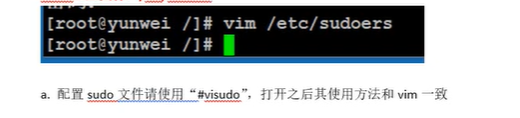 [root@yunwei /]# vim /etc/sudoers
[root@yunwei /]#
a. 配置 sudo 文件请使用“#visudo”，打开之后其使用方法和 vim 一致